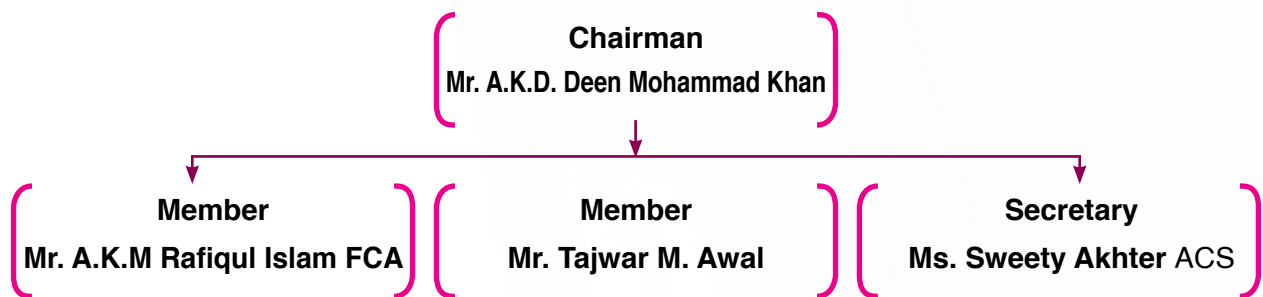 Chairman
Mr. A.K.D. Deen Mohammad Khan
Member
Mr. A.K.M Rafiqul Islam FCA
Member
Mr. Tajwar M. Awal
Secretary
Ms. Sweety Akhter ACS